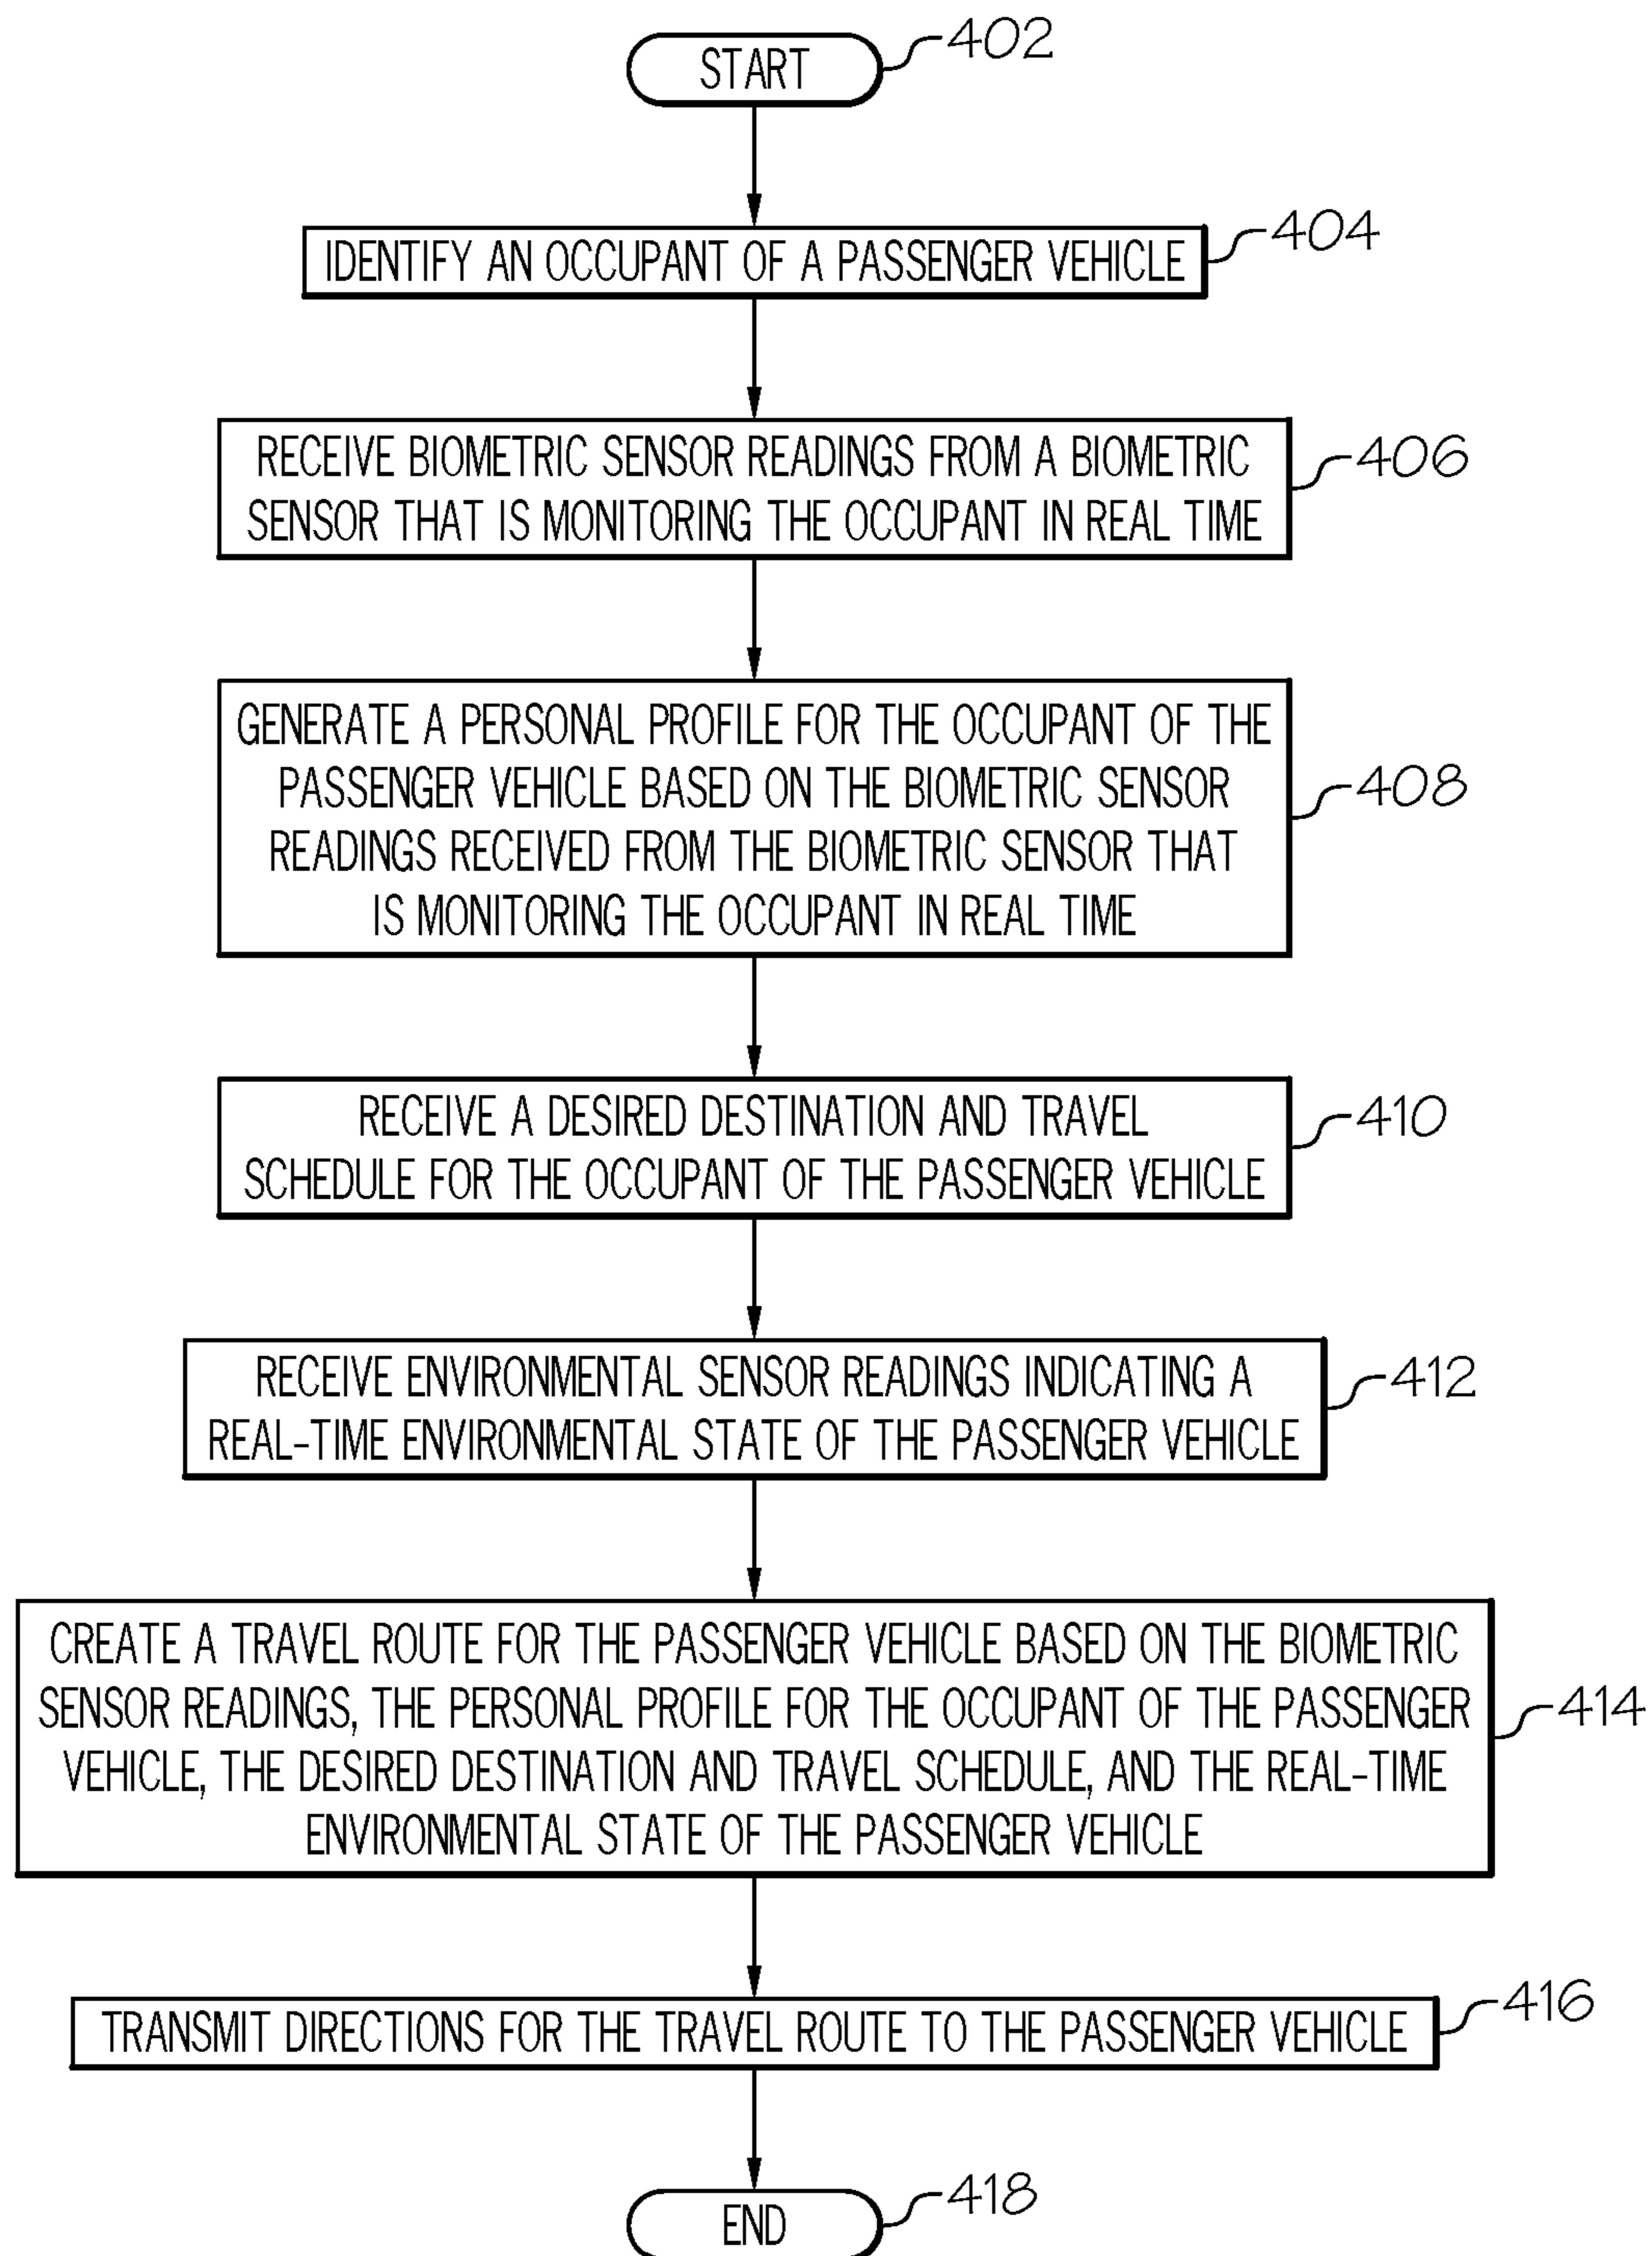 START
402
IDENTIFY AN OCCUPANT OF A PASSENGER VEHICLE
404
RECEIVE BIOMETRIC SENSOR READINGS FROM A BIOMETRIC
SENSOR THAT IS MONITORING THE OCCUPANT IN REAL TIME
406
GENERATE A PERSONAL PROFILE FOR THE OCCUPANT OF THE
PASSENGER VEHICLE BASED ON THE BIOMETRIC SENSOR
READINGS RECEIVED FROM THE BIOMETRIC SENSOR THAT
IS MONITORING THE OCCUPANT IN REAL TIME
408
RECEIVE A DESIRED DESTINATION AND TRAVEL
SCHEDULE FOR THE OCCUPANT OF THE PASSENGER VEHICLE
410
RECEIVE ENVIRONMENTAL SENSOR READINGS INDICATING A
REAL-TIME ENVIRONMENTAL STATE OF THE PASSENGER VEHICLE
412
CREATE A TRAVEL ROUTE FOR THE PASSENGER VEHICLE BASED ON THE BIOMETRIC
SENSOR READINGS, THE PERSONAL PROFILE FOR THE OCCUPANT OF THE PASSENGER
VEHICLE, THE DESIRED DESTINATION AND TRAVEL SCHEDULE, AND THE REAL-TIME
ENVIRONMENTAL STATE OF THE PASSENGER VEHICLE
414
TRANSMIT DIRECTIONS FOR THE TRAVEL ROUTE TO THE PASSENGER VEHICLE
416
END
418